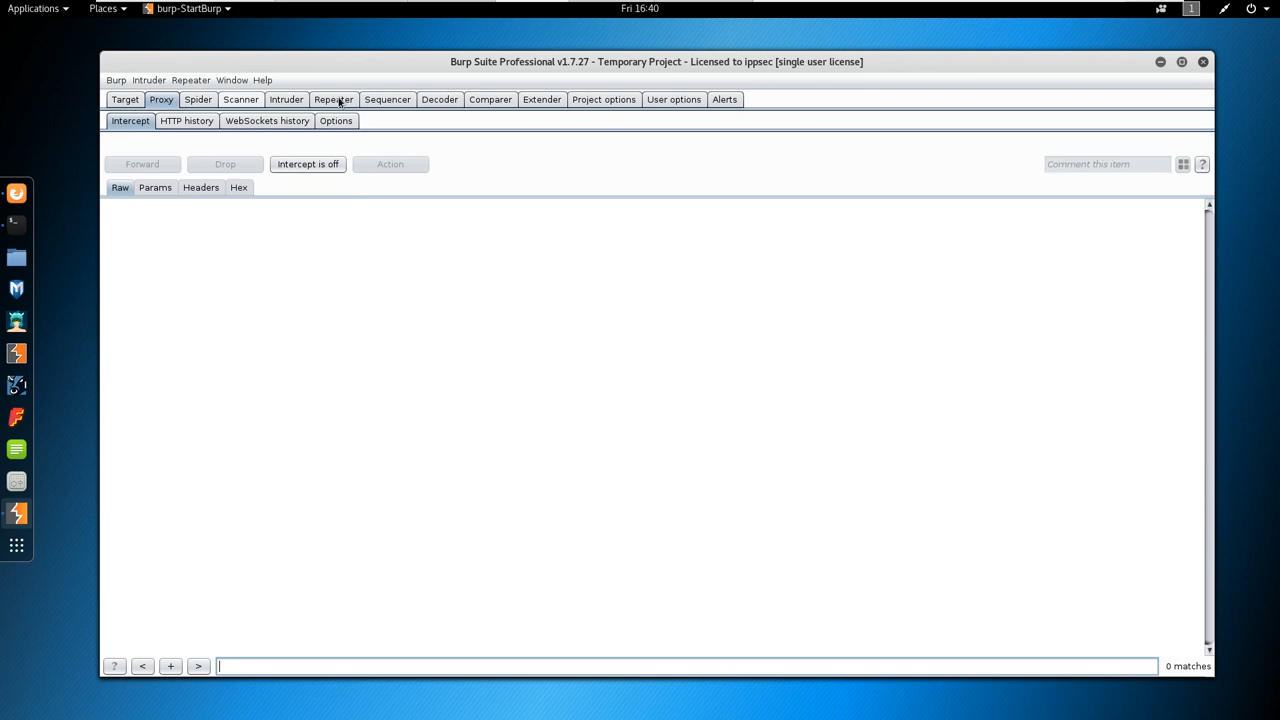 Applications Places burp-StartBurp Fri 16:40 1
Burp Suite Professional v1.7.27 - Temporary Project - Licensed to ippsec [single user license]
Burp Intruder Repeater Window Help
Target Proxy Spider Scanner Intruder Repeater Sequencer Decoder Comparer Extender Project options User options Alerts
Intercept HTTP history WebSockets history Options
Forward Drop Intercept is off Action Comment this item ?
Raw Params Headers Hex
? < + > 0 matches